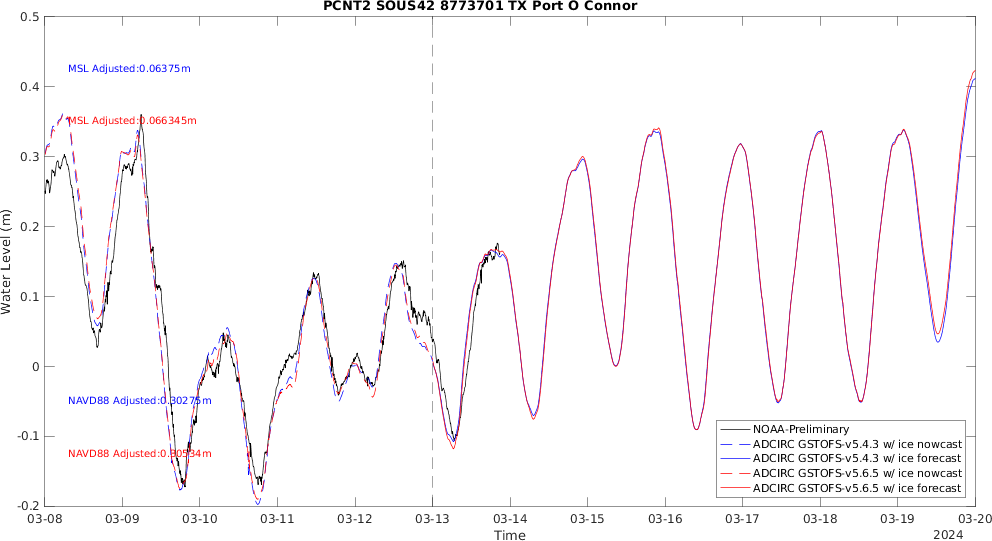 PCNT2 SOUS42 8773701 TX Port O Connor
0.5
0.4
0.3
0.2
0.1
0
-0.1
-0.2
Water Level (m)
MSL Adjusted:0.06375m
MSL Adjusted:0.066345m
NAVD88 Adjusted:0.30275m
NAVD88 Adjusted:0.30534m
NOAA-Preliminary
ADCIRC GSTOFS-v5.4.3 w/ ice nowcast
ADCIRC GSTOFS-v5.4.3 w/ ice forecast
ADCIRC GSTOFS-v5.6.5 w/ ice nowcast
ADCIRC GSTOFS-v5.6.5 w/ ice forecast
03-08 03-09 03-10 03-11 03-12 03-13 03-14 03-15 03-16 03-17 03-18 03-19 03-20
Time
2024